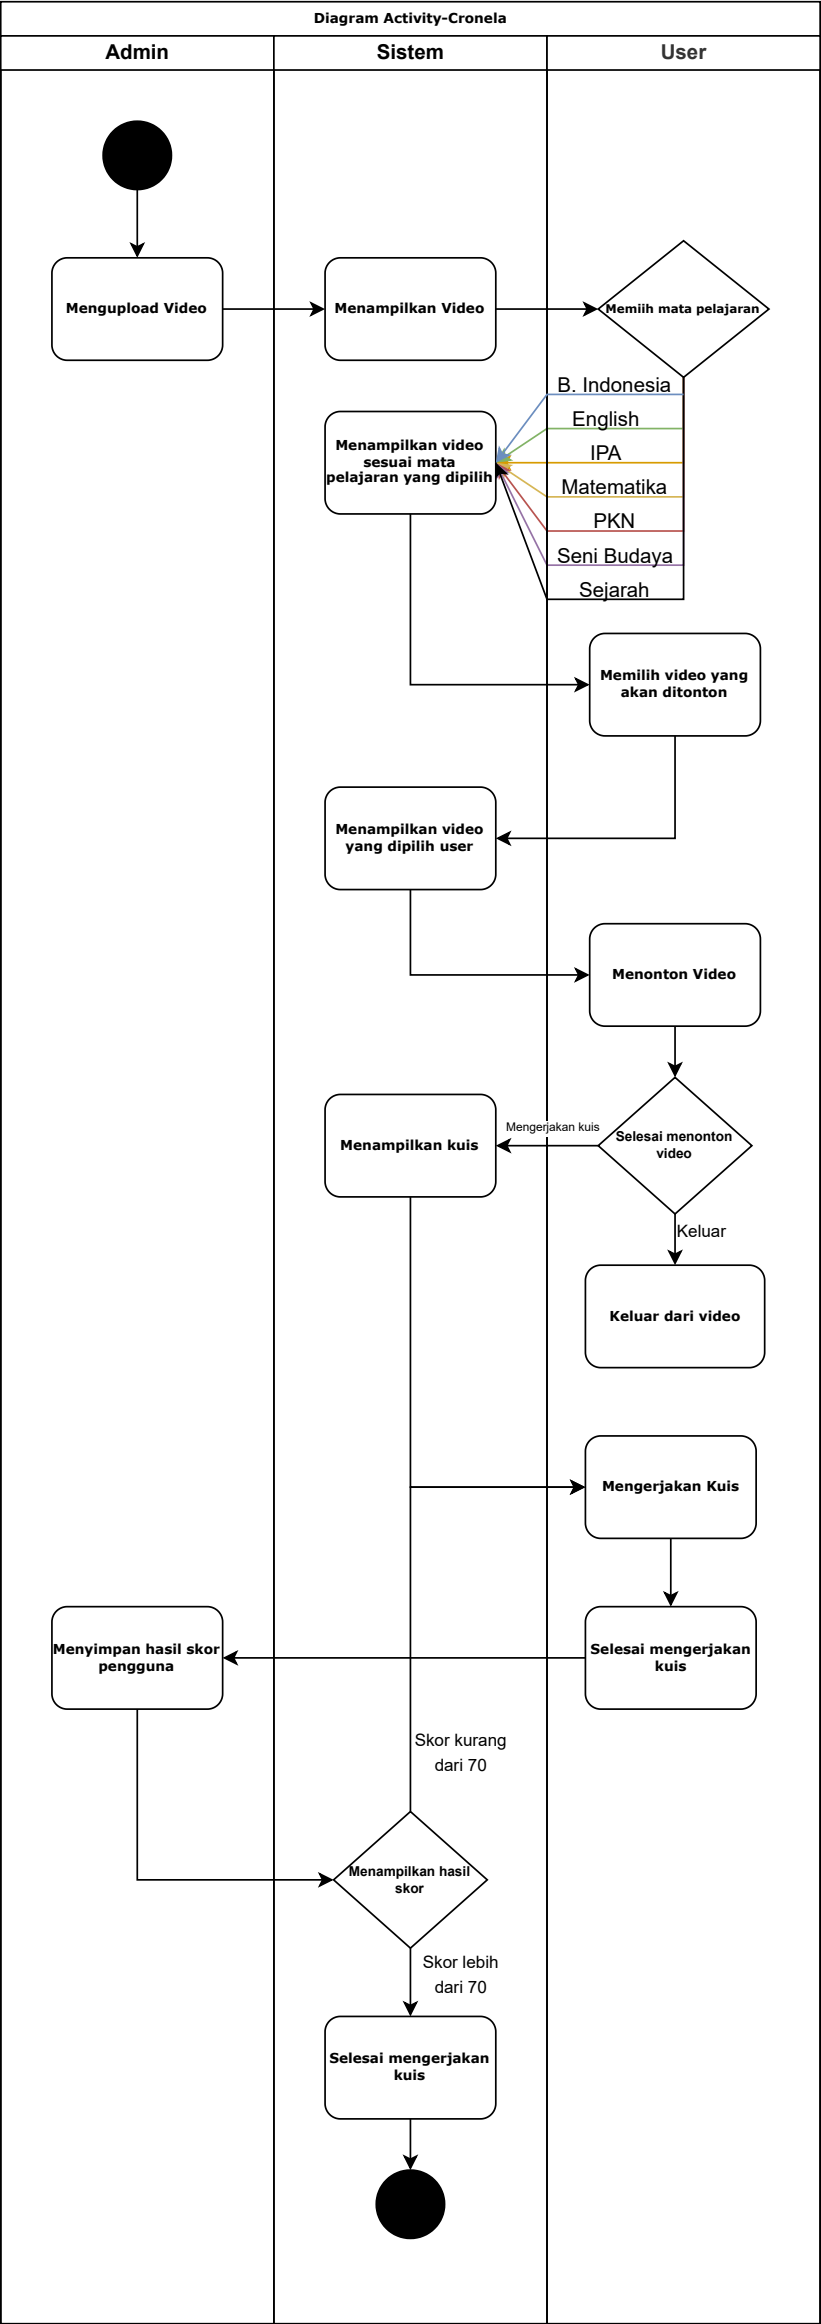 Diagram Activity-Cronela
Admin
Sistem
User
Mengupload Video
Menampilkan Video
Memiih mata pelajaran
B. Indonesia
English
IPA
Matematika
PKN
Seni Budaya
Sejarah
Menampilkan video
sesuai mata
pelajaran yang dipilih
Memilih video yang
akan ditonton
Menampilkan video
yang dipilih user
Menonton Video
Selesai menonton
video
Mengerjakan kuis
Menampilkan kuis
Keluar
Keluar dari video
Mengerjakan Kuis
Selesai mengerjakan
kuis
Menyimpan hasil skor
pengguna
Skor kurang
dari 70
Menampilkan hasil
skor
Skor lebih
dari 70
Selesai mengerjakan
kuis